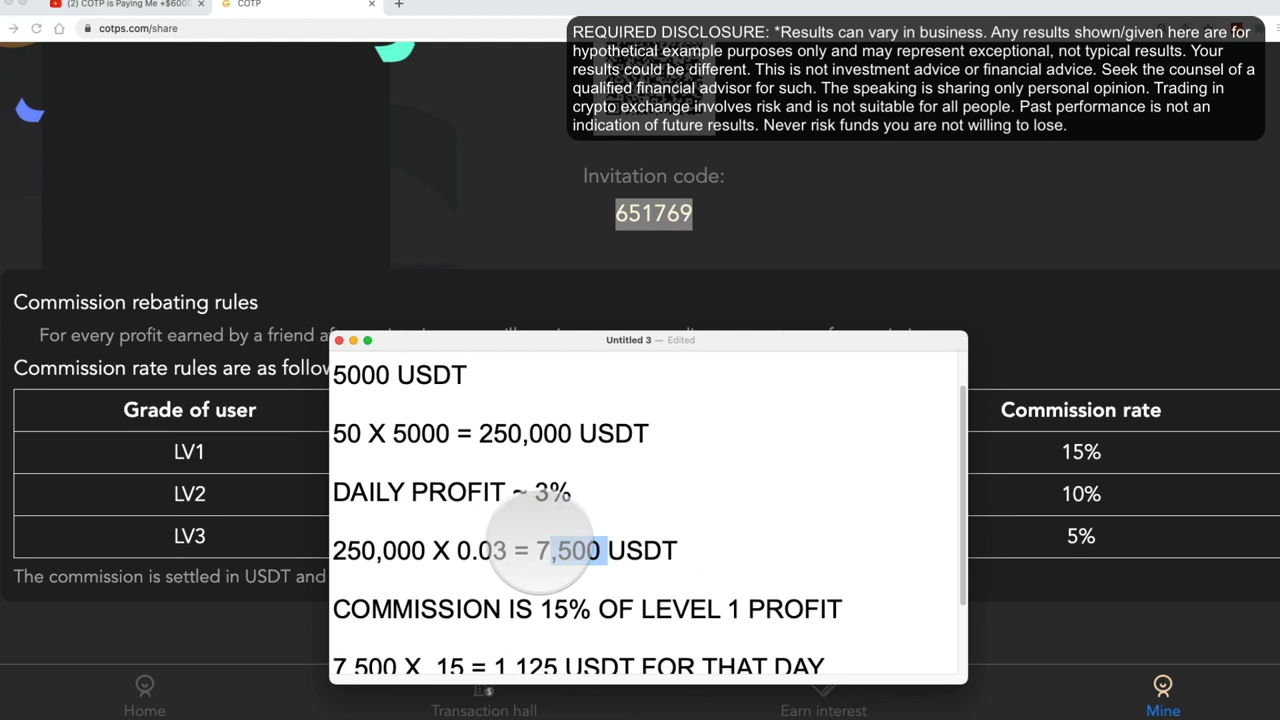 (2) COTP is Paying Me +$6000
COTP
cotps.com/share
REQUIRED DISCLOSURE: *Results can vary in business. Any results shown/given here are for
hypothetical example purposes only and may represent exceptional, not typical results. Your
results could be different. This is not investment advice or financial advice. Seek the counsel of a
qualified financial advisor for such. The speaking is sharing only personal opinion. Trading in
crypto exchange involves risk and is not suitable for all people. Past performance is not an
indication of future results. Never risk funds you are not willing to lose.
Invitation code:
651769
Commission rebating rules
For every profit earned by a friend
Commission rate rules are as
Untitled 3 — Edited
5000 USDT
50 X 5000 = 250,000 USDT
DAILY PROFIT ~ 3%
250,000 X 0.03 = 7,500 USDT
COMMISSION IS 15% OF LEVEL 1 PROFIT
7,500 X .15 = 1,125 USDT FOR THAT DAY
Grade of user
Commission rate
LV1
15%
LV2
10%
LV3
5%
The commission is settled in USDT and
Home
Transaction hall
Earn interest
Mine